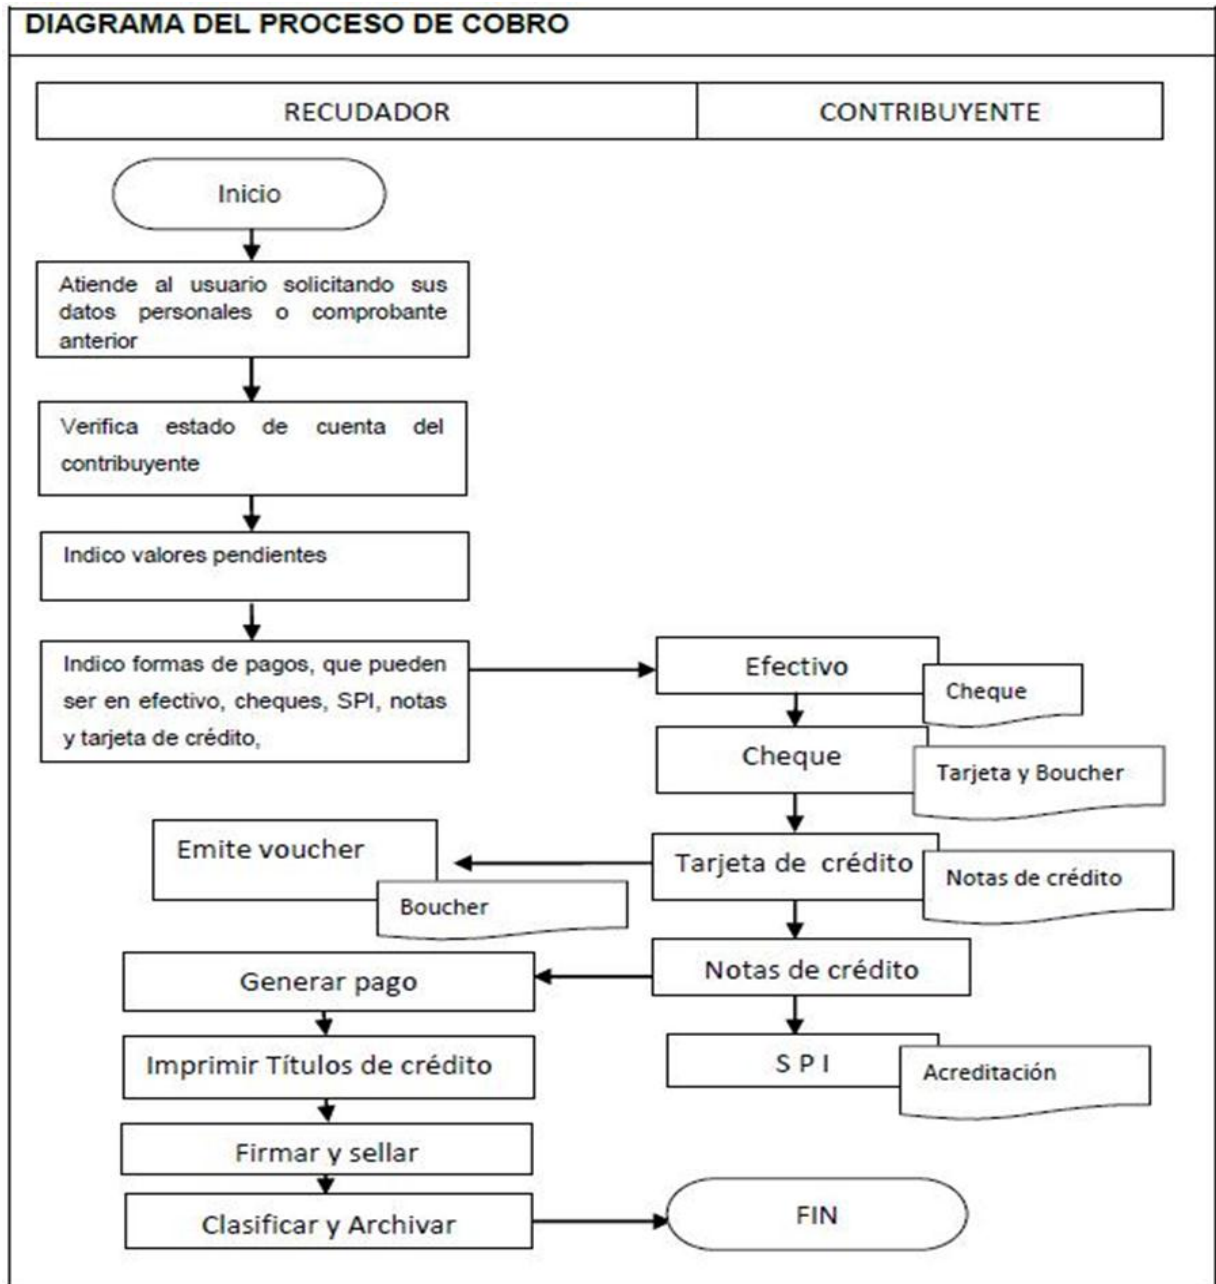 DIAGRAMA DEL PROCESO DE COBRO
RECUDADOR
CONTRIBUYENTE
Inicio
Atiende al usuario solicitando sus
datos personales o comprobante
anterior
Verifica estado de cuenta del
contribuyente
Indico valores pendientes
Indico formas de pagos, que pueden
ser en efectivo, cheques, SPI, notas
y tarjeta de crédito,
Efectivo
Cheque
Cheque
Tarjeta y Boucher
Tarjeta de crédito
Notas de crédito
Emite voucher
Boucher
Notas de crédito
Generar pago
S P I
Acreditación
Imprimir Títulos de crédito
Firmar y sellar
Clasificar y Archivar
FIN